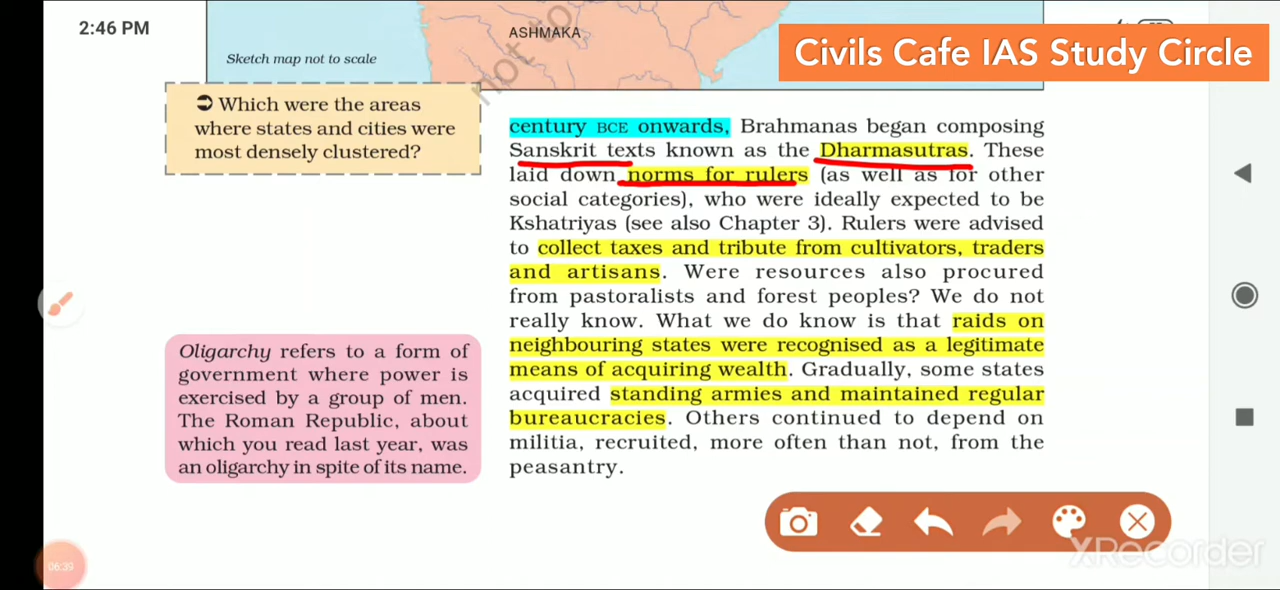 2:46 PM
ASHMAKA
Civils Cafe IAS Study Circle
Sketch map not to scale
not to
➲ Which were the areas
where states and cities were
most densely clustered?
century BCE onwards, Brahmanas began composing
Sanskrit texts known as the Dharmasutras. These
laid down norms for rulers (as well as for other
social categories), who were ideally expected to be
Kshatriyas (see also Chapter 3). Rulers were advised
to collect taxes and tribute from cultivators, traders
and artisans. Were resources also procured
from pastoralists and forest peoples? We do not
really know. What we do know is that raids on
neighbouring states were recognised as a legitimate
means of acquiring wealth. Gradually, some states
acquired standing armies and maintained regular
bureaucracies. Others continued to depend on
militia, recruited, more often than not, from the
peasantry.
Oligarchy refers to a form of
government where power is
exercised by a group of men.
The Roman Republic, about
which you read last year, was
an oligarchy in spite of its name.
XRecorder
06:39